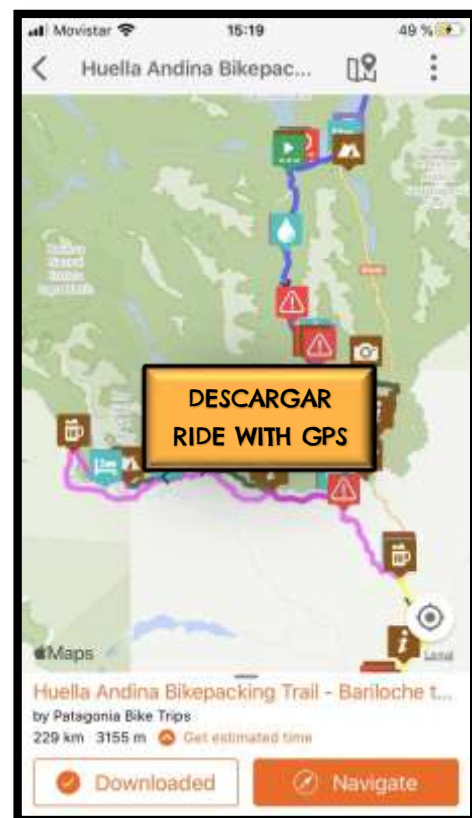 Movistar 15:19 49 %
Huella Andina Bikepac...
DESCARGAR
RIDE WITH GPS
Maps
Legal
Huella Andina Bikepacking Trail - Bariloche t...
by Patagonia Bike Trips
229 km 3155 m Get estimated time
Downloaded Navigate